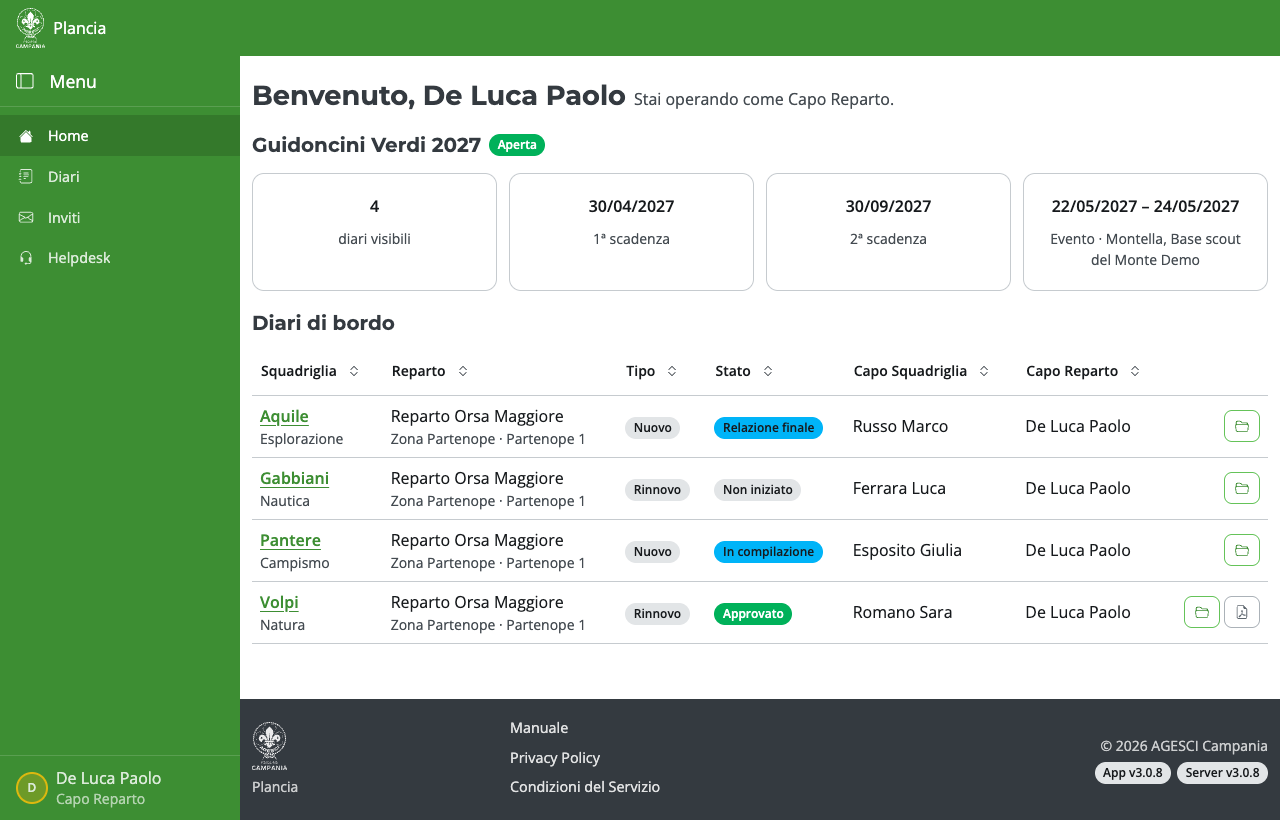 CAMPANIA
Plancia
Menu
Home
Diari
Inviti
Helpdesk
Benvenuto, De Luca Paolo Stai operando come Capo Reparto.
Guidoncini Verdi 2027 Aperta
4
diari visibili
30/04/2027
1ª scadenza
30/09/2027
2ª scadenza
22/05/2027 – 24/05/2027
Evento · Montella, Base scout
del Monte Demo
Diari di bordo
Squadriglia Reparto Tipo Stato Capo Squadriglia Capo Reparto
Aquile Reparto Orsa Maggiore Nuovo Relazione finale Russo Marco De Luca Paolo
Esplorazione Zona Partenope · Partenope 1
Gabbiani Reparto Orsa Maggiore Rinnovo Non iniziato Ferrara Luca De Luca Paolo
Nautica Zona Partenope · Partenope 1
Pantere Reparto Orsa Maggiore Nuovo In compilazione Esposito Giulia De Luca Paolo
Campismo Zona Partenope · Partenope 1
Volpi Reparto Orsa Maggiore Rinnovo Approvato Romano Sara De Luca Paolo
Natura Zona Partenope · Partenope 1
D
De Luca Paolo
Capo Reparto
CAMPANIA
Plancia
Manuale
Privacy Policy
Condizioni del Servizio
© 2026 AGESCI Campania
App v3.0.8 Server v3.0.8